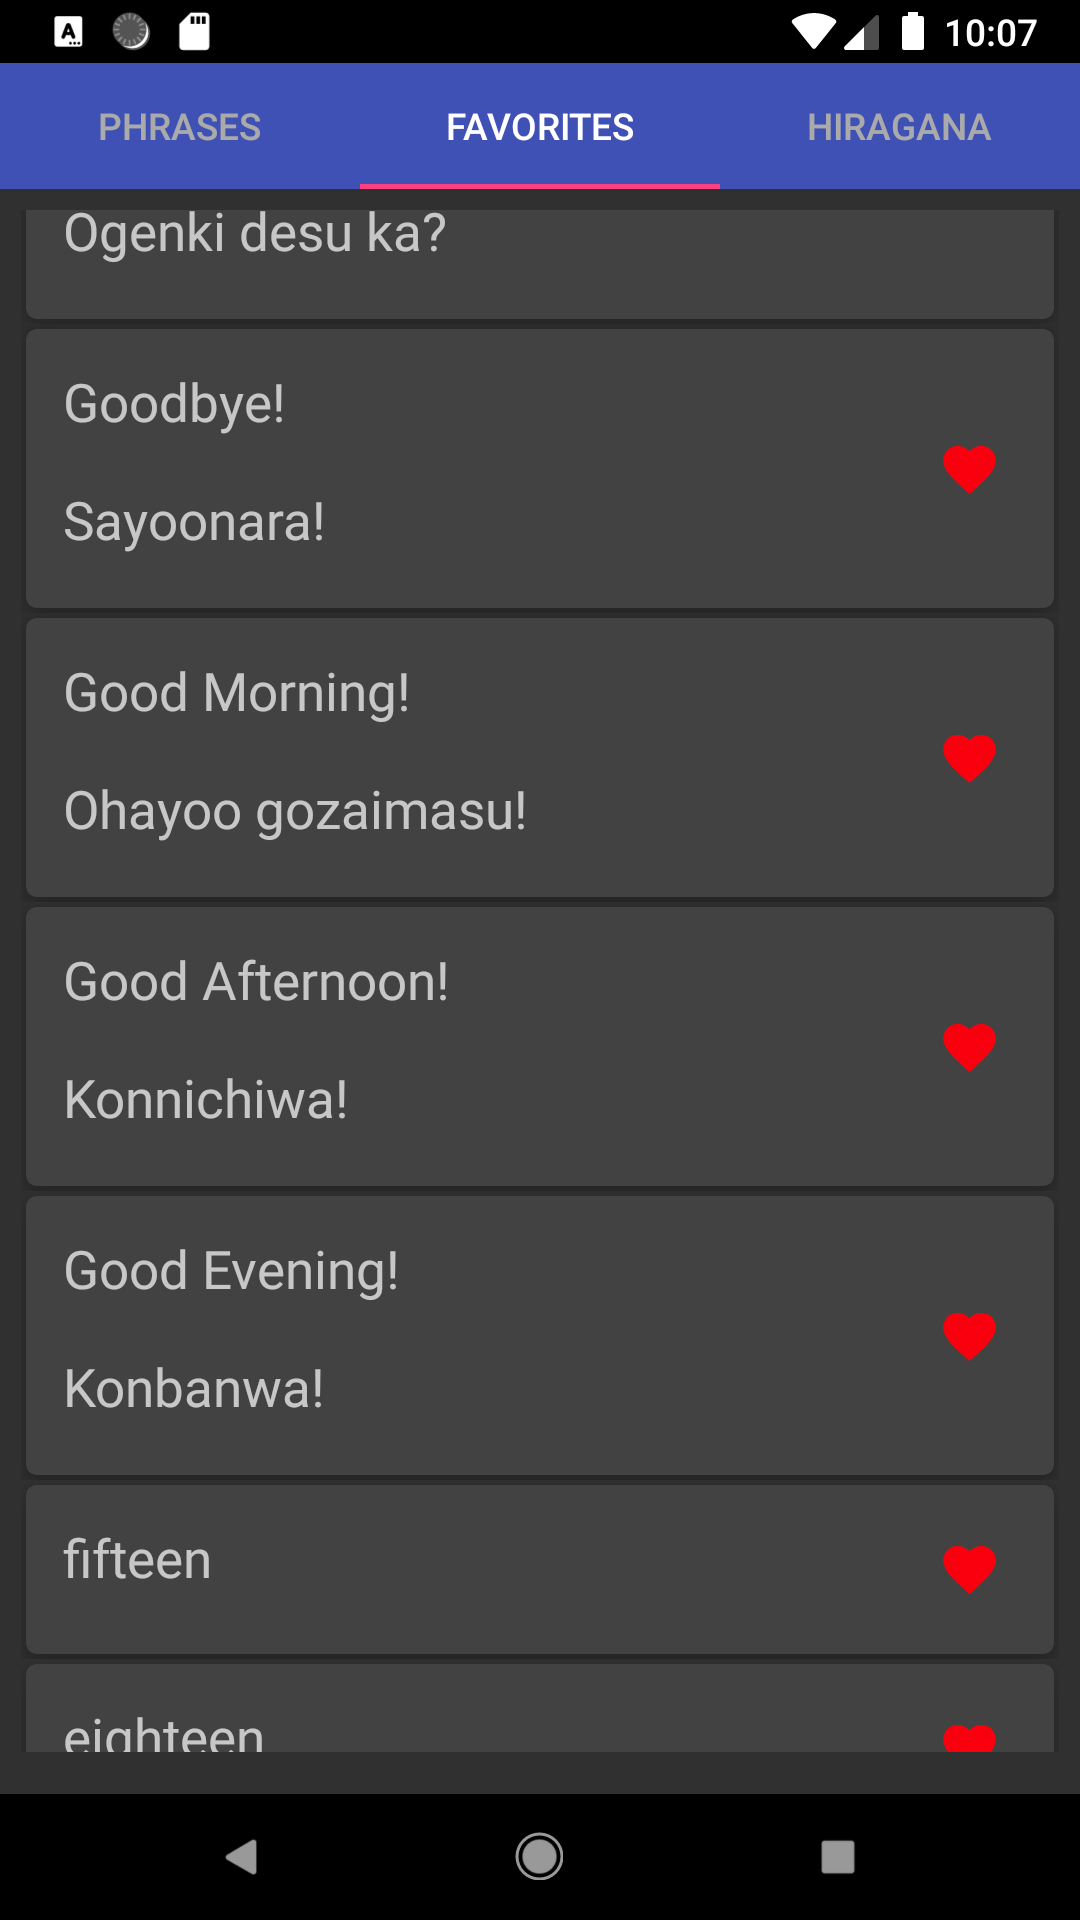 10:07
PHRASES FAVORITES HIRAGANA
Ogenki desu ka?
Goodbye!
Sayoonara!
Good Morning!
Ohayoo gozaimasu!
Good Afternoon!
Konnichiwa!
Good Evening!
Konbanwa!
fifteen
eighteen